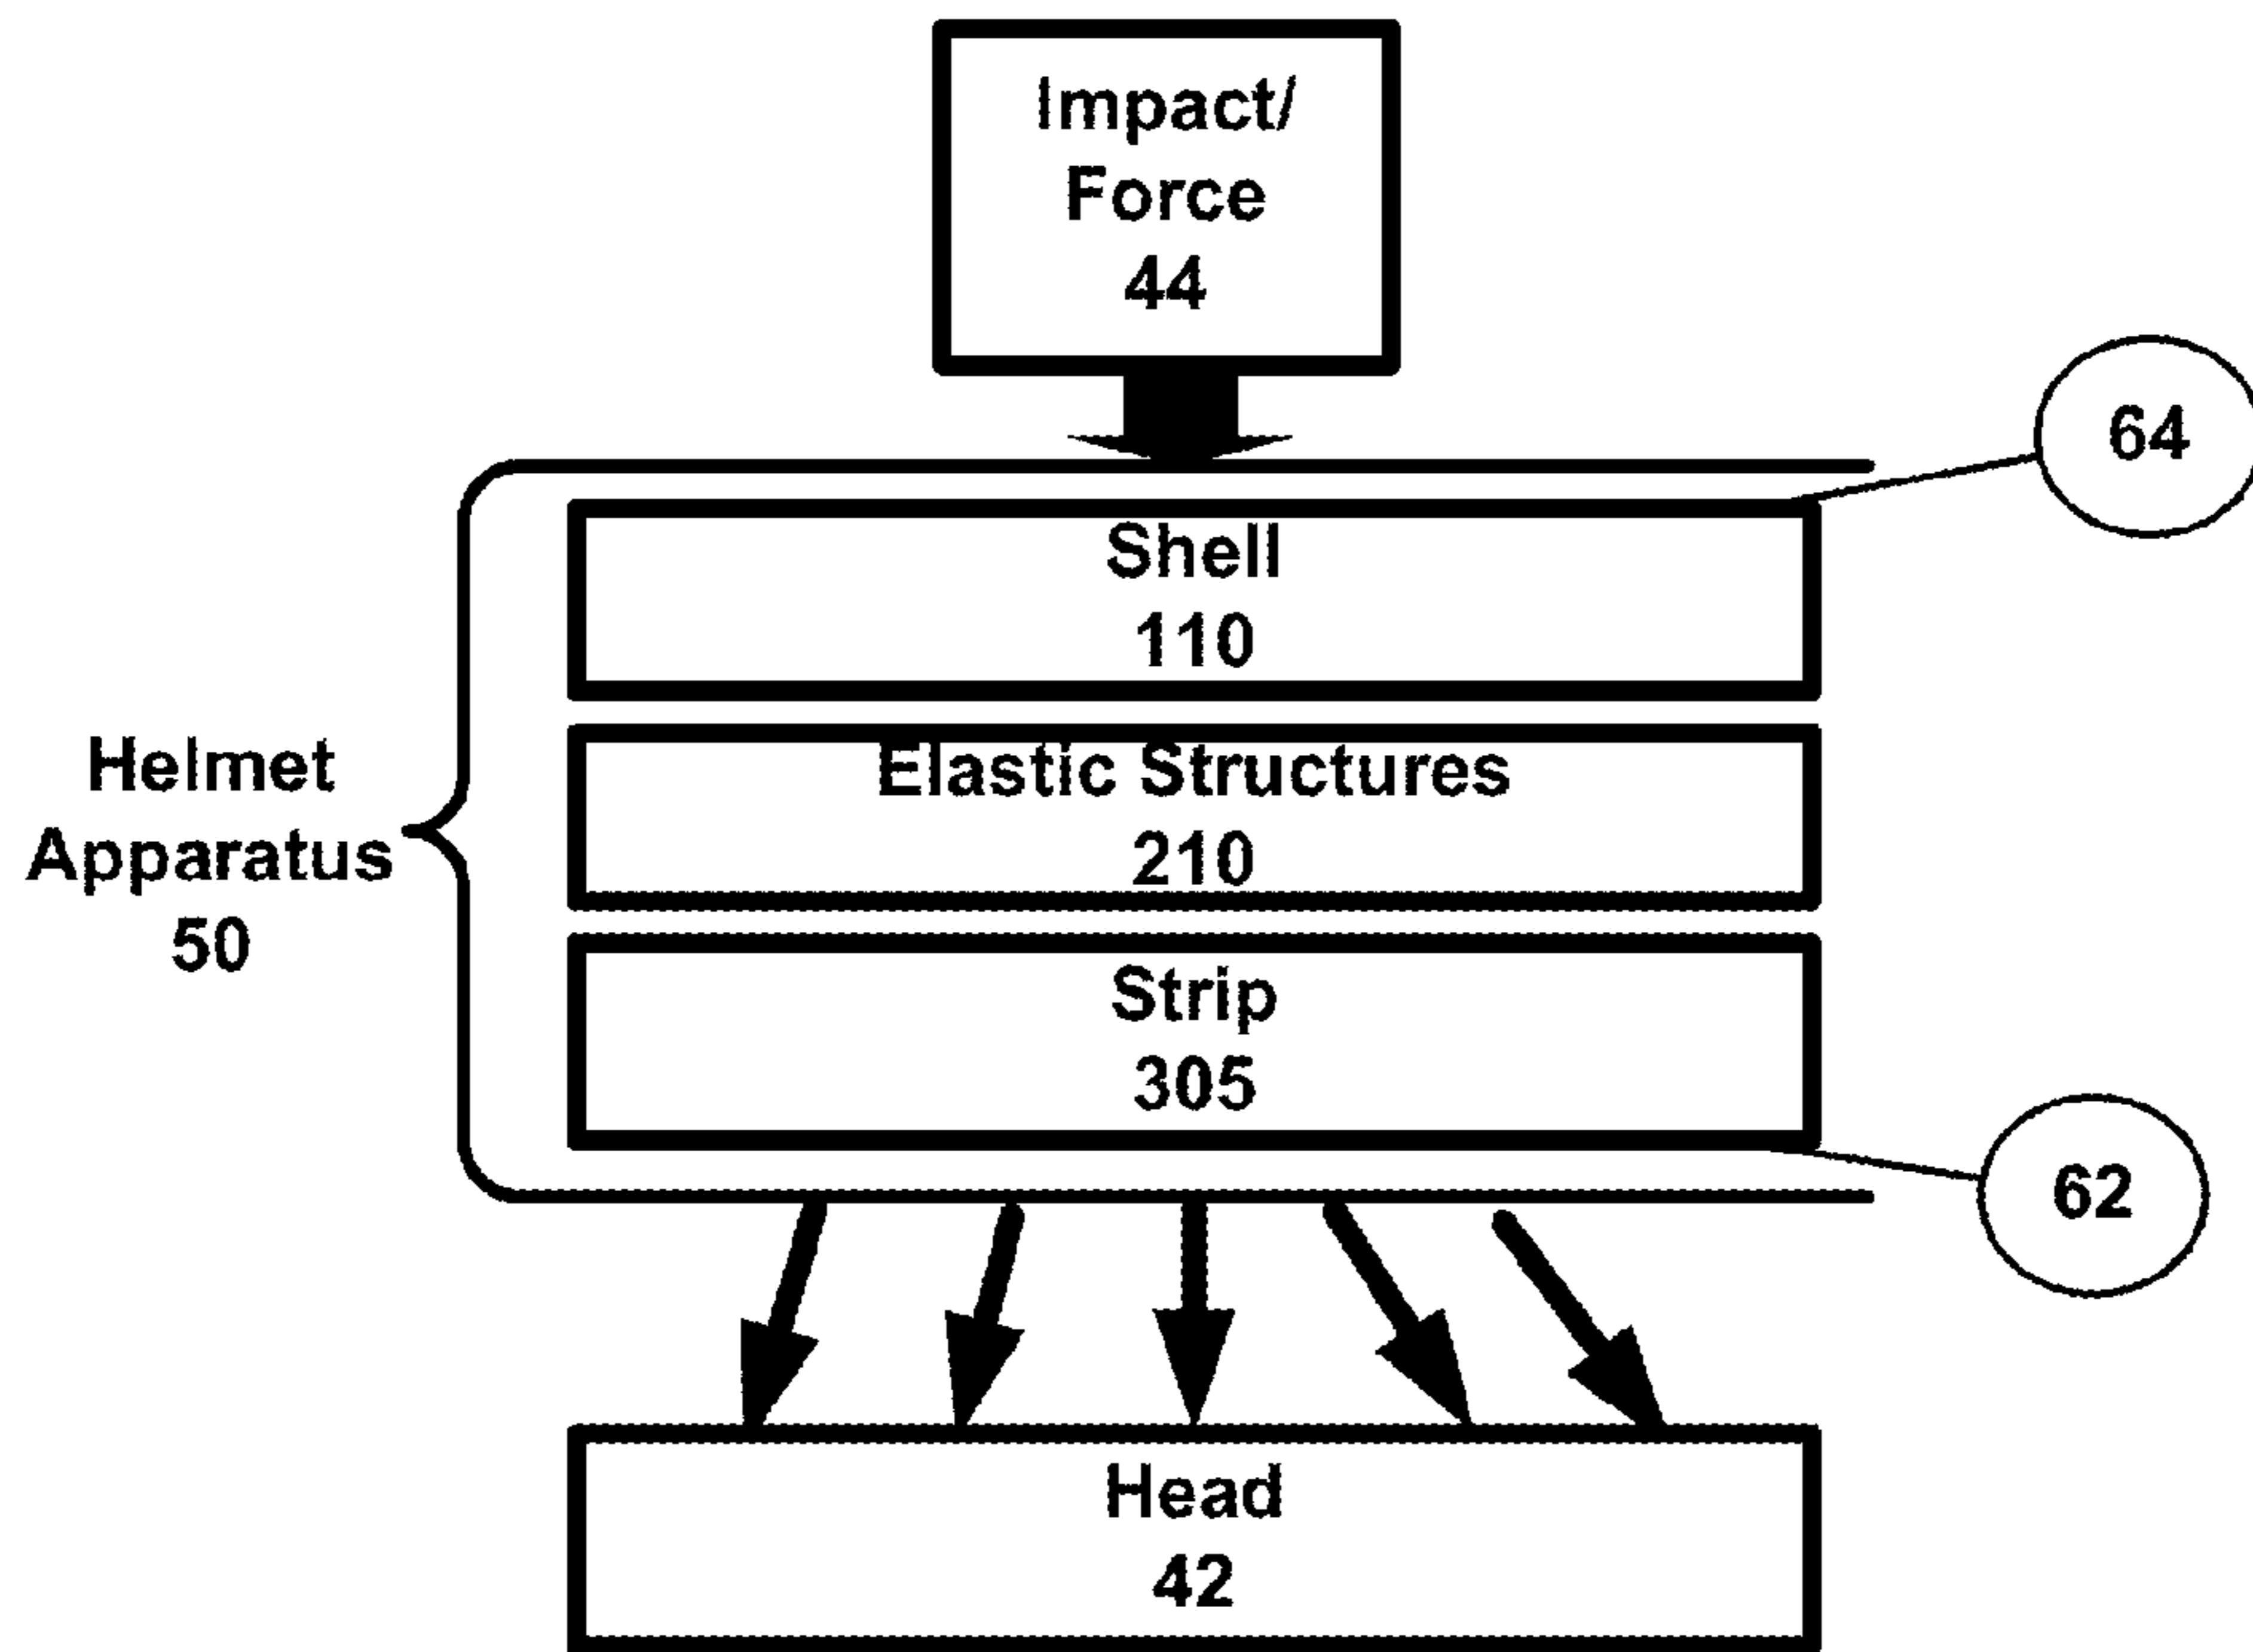 Impact/
Force
44
64
Shell
110
Helmet
Apparatus
50
Elastic Structures
210
Strip
305
62
Head
42